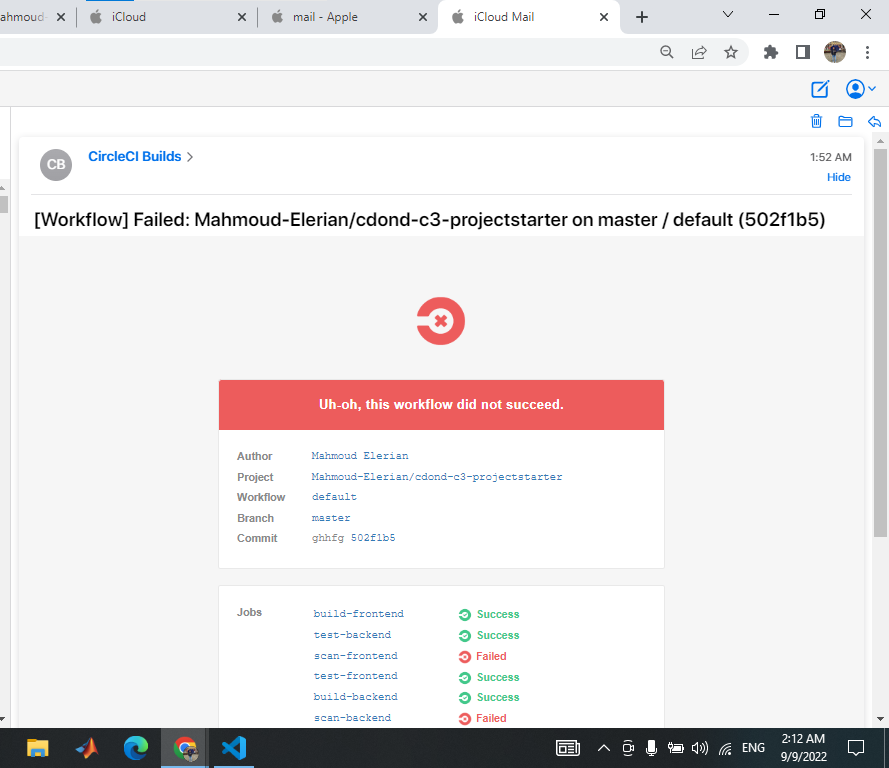 ahmoud-
iCloud
mail - Apple
iCloud Mail
CB
CircleCI Builds
1:52 AM
Hide
[Workflow] Failed: Mahmoud-Elerian/cdond-c3-projectstarter on master / default (502f1b5)
Uh-oh, this workflow did not succeed.
Author Mahmoud Elerian
Project Mahmoud-Elerian/cdond-c3-projectstarter
Workflow default
Branch master
Commit ghhfg 502f1b5
Jobs build-frontend Success
test-backend Success
scan-frontend Failed
test-frontend Success
build-backend Success
scan-backend Failed
ENG
2:12 AM
9/9/2022